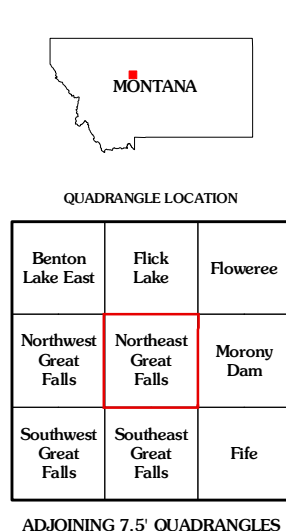 MONTANA
QUADRANGLE LOCATION
Benton
Lake East
Flick
Lake
Floweree
Northwest
Great
Falls
Northeast
Great
Falls
Morony
Dam
Southwest
Great
Falls
Southeast
Great
Falls
Fife
ADJOINING 7.5' QUADRANGLES